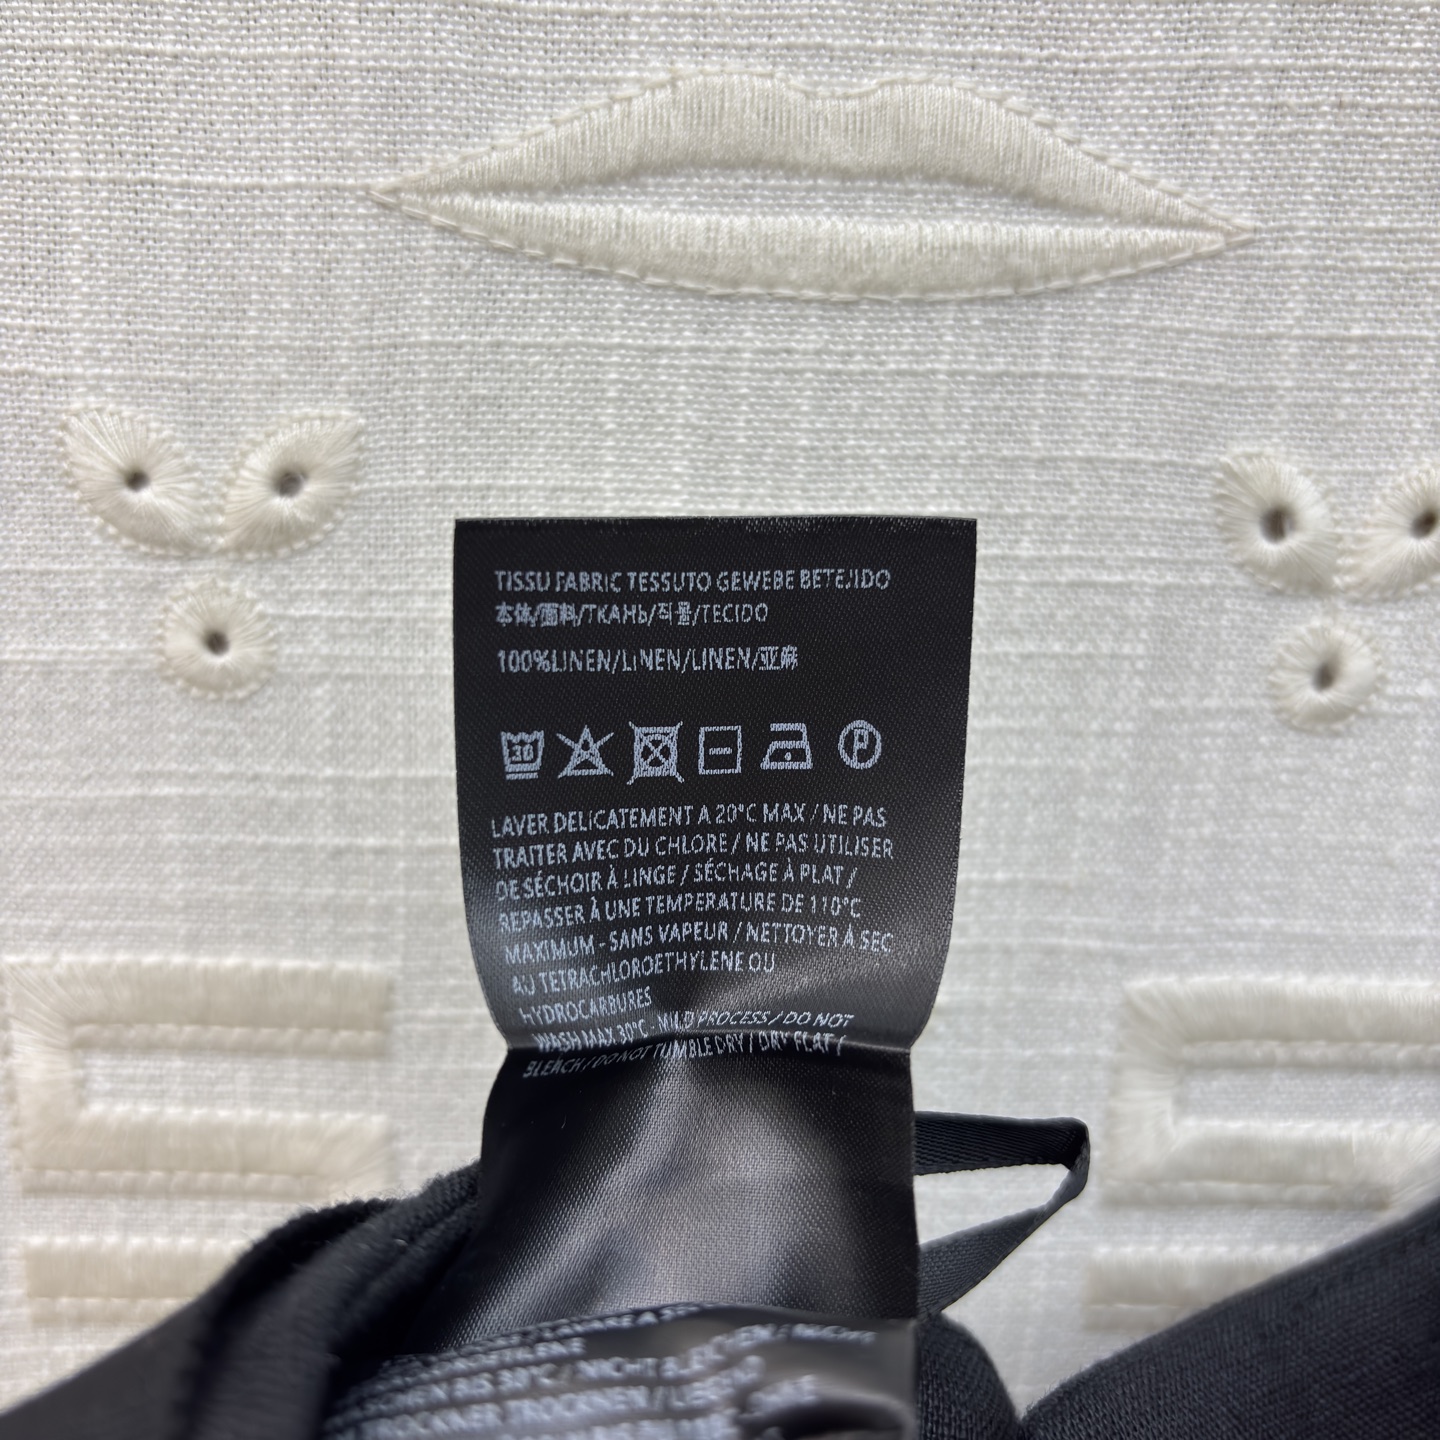 TISSU FABRIC TESSUTO GEWEBE BETEJIDO
本体/面料/ТКАНЬ/직물/TECIDO
100%LINEN/LINEN/LINEN/亚麻
30
P
LAVER DELICATEMENT A 20°C MAX / NE PAS
TRAITER AVEC DU CHLORE / NE PAS UTILISER
DE SÉCHOIR À LINGE / SÉCHAGE À PLAT /
REPASSER À UNE TEMPERATURE DE 110°C
MAXIMUM - SANS VAPEUR / NETTOYER À SEC
AU TETRACHLOROETHYLENE OU
HYDROCARBURES
WASH MAX 30°C - MILD PROCESS / DO NOT
BLEACH / DO NOT TUMBLE DRY / DRY FLAT /
TROCKNEN